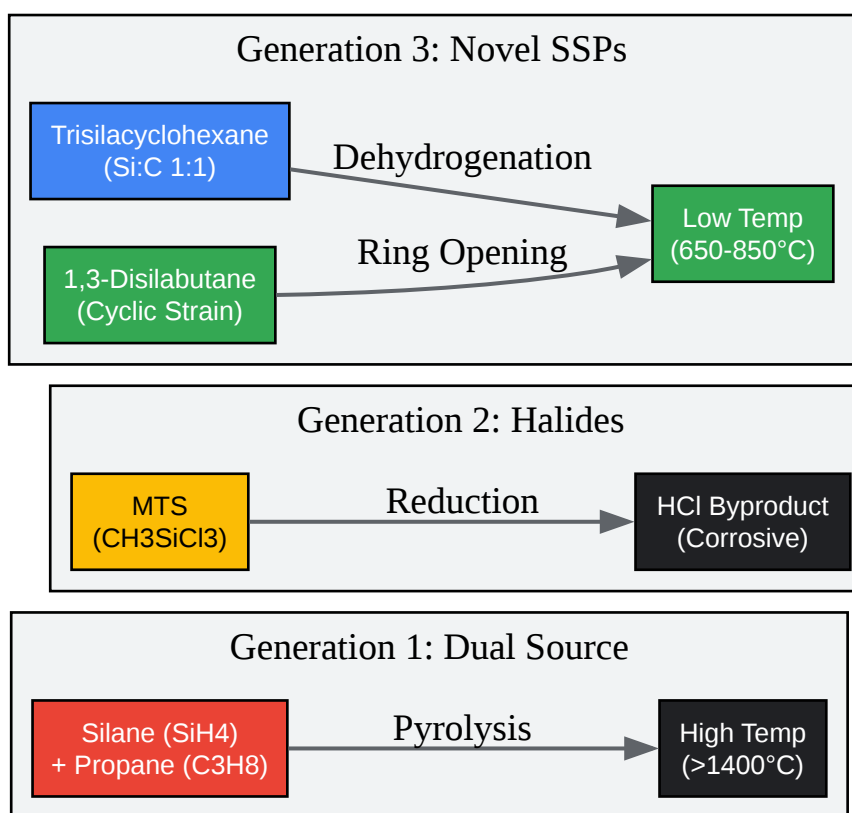 Generation 3: Novel SSPs
Trisilacyclohexane
(Si:C 1:1)
Dehydrogenation
1,3-Disilabutane
(Cyclic Strain)
Ring Opening
Low Temp
(650-850°C)
Generation 2: Halides
MTS
(CH3SiCl3)
Reduction
HCl Byproduct
(Corrosive)
Generation 1: Dual Source
Silane (SiH4)
+ Propane (C3H8)
Pyrolysis
High Temp
(>1400°C)